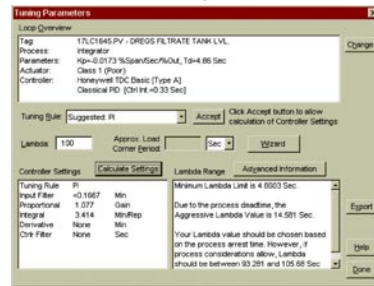 Tuning Parameters
Loop Overview
Tag: 17LC1645.PV - DREGS FILTRATE TANK LVL.
Process: Integrator
Parameters: Kp=-0.0173 %Span/Sec/%Out, Td=4.86 Sec
Actuator: Class 1 (Poor)
Controller: Honeywell TDC Basic [Type A]
Classical PID [Ctrl Int.=0.33 Sec]
Change
Tuning Rule: Suggested: PI
Accept
Click Accept button to allow
calculation of Controller Settings
Lambda: 100
Approx. Load
Corner Period
Sec
Wizard
Controller Settings
Calculate Settings
Lambda Range
Advanced Information
Tuning Rule PI
Input Filter <0.1667 Min
Proportional 1.077 Gain
Integral 3.414 Min/Rep
Derivative None Min
Ctrlr Filter None Sec
Minimum Lambda Limit is 4.8603 Sec.
Due to the process deadtime, the
Aggressive Lambda Value is 14.581 Sec.
Your Lambda value should be chosen based
on the process arrest time. However, if
process considerations allow, Lambda
should be between 93.281 and 105.68 Sec
Export
Help
Done